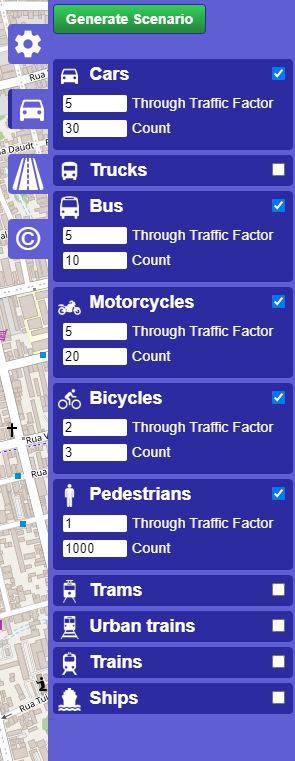 Generate Scenario
Rua
Cars
5 Through Traffic Factor
30 Count
Daudt
Trucks
Bus
5 Through Traffic Factor
10 Count
©
Motorcycles
5 Through Traffic Factor
20 Count
Bicycles
2 Through Traffic Factor
3 Count
"Rua V
Rua
Pedestrians
1 Through Traffic Factor
1000 Count
Trams
Urban trains
Trains
i
Ships
Rua Tui